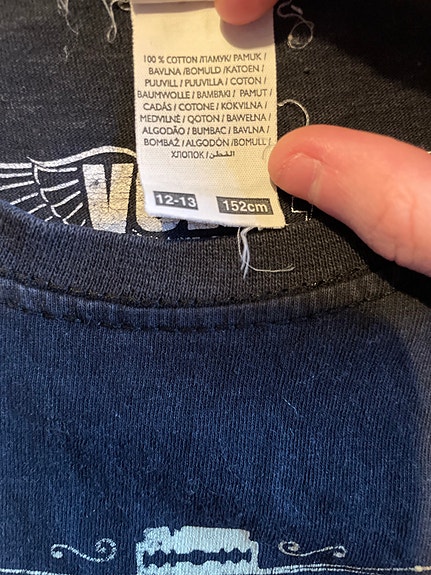 100 % COTTON /ПАМУК/ PAMUK /
BAVLNA /BOMULD /KATOEN /
PUUVILL / PUUVILLA / COTON /
BAUMWOLLE / ΒΑΜΒΑΚΙ / PAMUT /
CADÁS / COTONE / KOKVILNA /
MEDVILNĖ / QOTON / BAWEŁNA /
ALGODÃO / BUMBAC / BAVLNA /
BOMBAŽ / ALGODÓN / BOMULL /
ХЛОПОК / القطن
12-13 152cm